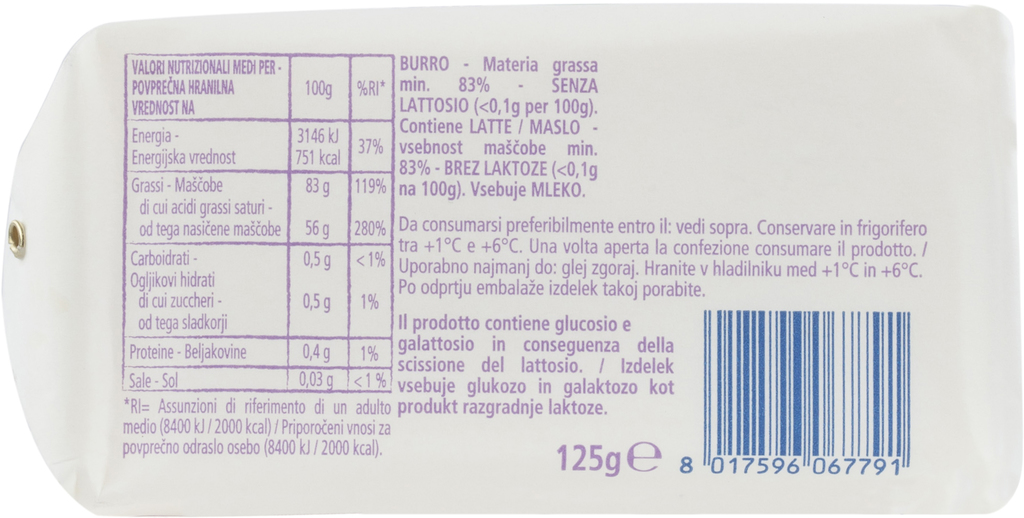 VALORI NUTRIZIONALI MEDI PER -
POVPREČNA HRANILNA
VREDNOST NA
100g
%RI*
Energia -
Energijska vrednost
3146 kJ
751 kcal
37%
Grassi - Maščobe
83 g
119%
di cui acidi grassi saturi -
od tega nasičene maščobe
56 g
280%
Carboidrati -
Ogljikovi hidrati
0,5 g
<1%
di cui zuccheri -
od tega sladkorji
0,5 g
1%
Proteine - Beljakovine
0,4 g
1%
Sale - Sol
0,03 g
<1 %
*RI= Assunzioni di riferimento di un adulto
medio (8400 kJ / 2000 kcal) / Priporočeni vnosi za
povprečno odraslo osebo (8400 kJ / 2000 kcal).
BURRO - Materia grassa
min. 83% - SENZA
LATTOSIO (<0,1g per 100g).
Contiene LATTE / MASLO -
vsebnost maščobe min.
83% - BREZ LAKTOZE (<0,1g
na 100g). Vsebuje MLEKO.
Da consumarsi preferibilmente entro il: vedi sopra. Conservare in frigorifero
tra +1°C e +6°C. Una volta aperta la confezione consumare il prodotto. /
Uporabno najmanj do: glej zgoraj. Hranite v hladilniku med +1°C in +6°C.
Po odprtju embalaže izdelek takoj porabite.
Il prodotto contiene glucosio e
galattosio in conseguenza della
scissione del lattosio. / Izdelek
vsebuje glukozo in galaktozo kot
produkt razgradnje laktoze.
125g e
8 017596 067791